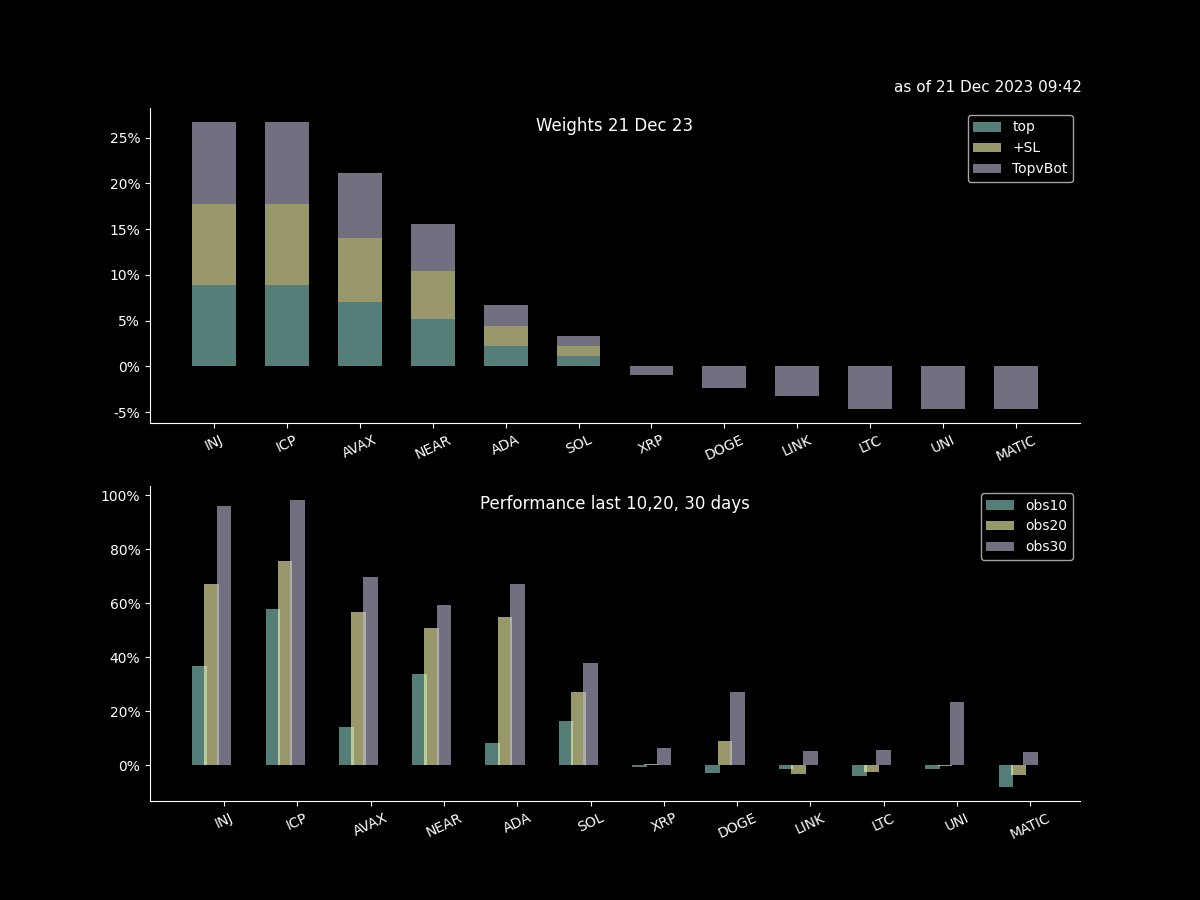 as of 21 Dec 2023 09:42
Weights 21 Dec 23
top
+SL
TopvBot
25%
20%
15%
10%
5%
0%
-5%
INJ ICP AVAX NEAR ADA SOL XRP DOGE LINK LTC UNI MATIC
Performance last 10,20, 30 days
obs10
obs20
obs30
100%
80%
60%
40%
20%
0%
INJ ICP AVAX NEAR ADA SOL XRP DOGE LINK LTC UNI MATIC